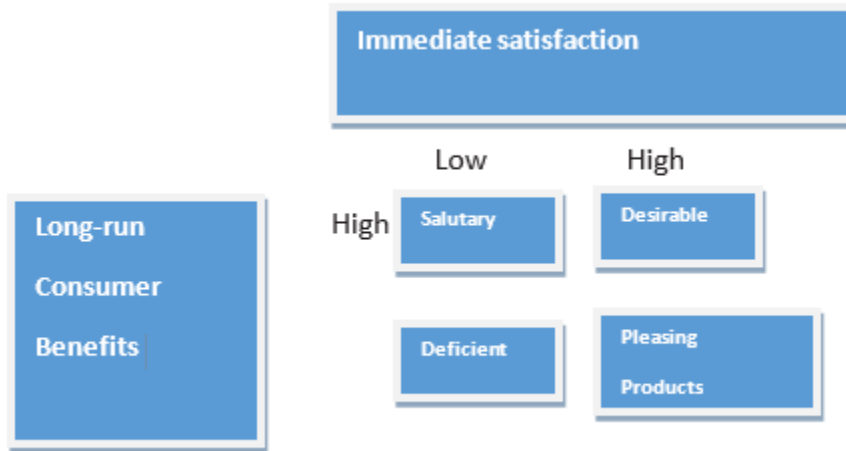 Immediate satisfaction
Low High
Long-run
Consumer
Benefits
High
Salutary
Desirable
Deficient
Pleasing
Products